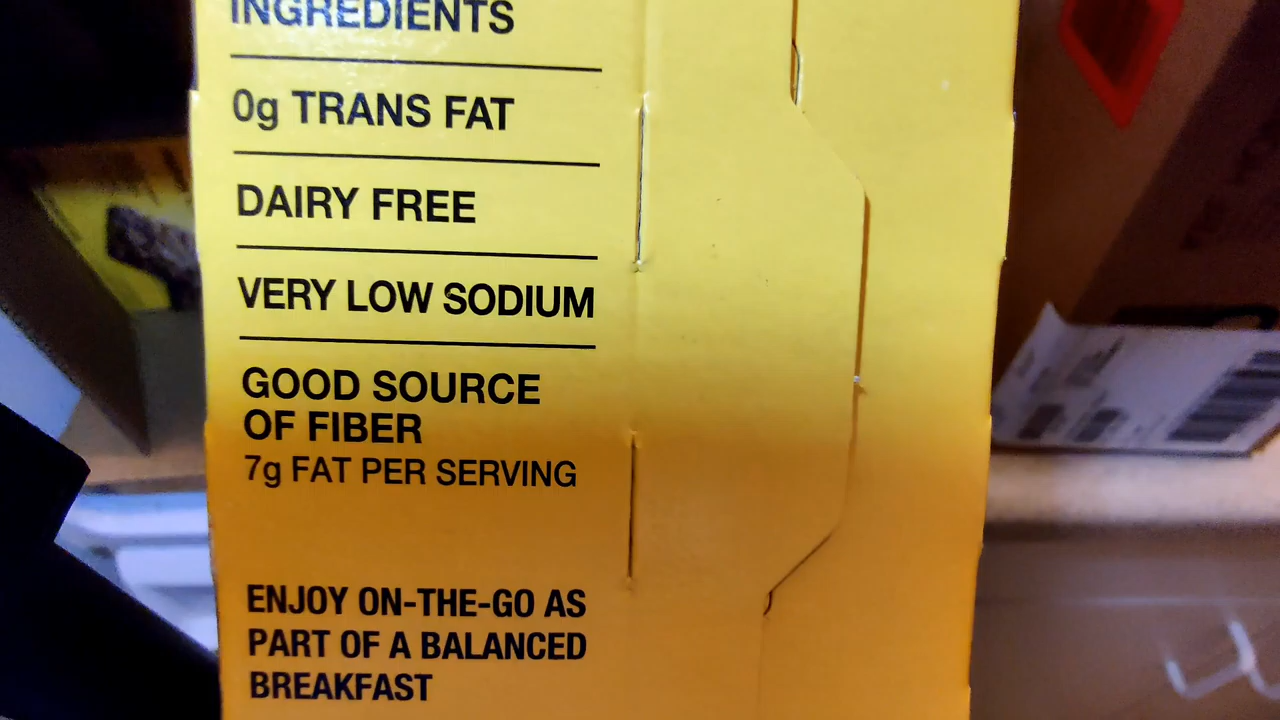 INGREDIENTS
0g TRANS FAT
DAIRY FREE
VERY LOW SODIUM
GOOD SOURCE
OF FIBER
7g FAT PER SERVING
ENJOY ON-THE-GO AS
PART OF A BALANCED
BREAKFAST